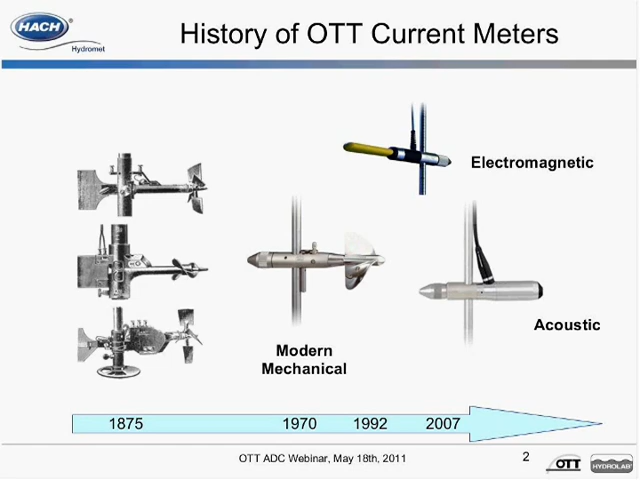 HACH®
Hydromet
History of OTT Current Meters
Electromagnetic
Acoustic
Modern
Mechanical
1875 1970 1992 2007
OTT ADC Webinar, May 18th, 2011
2
OTT
HYDROLAB